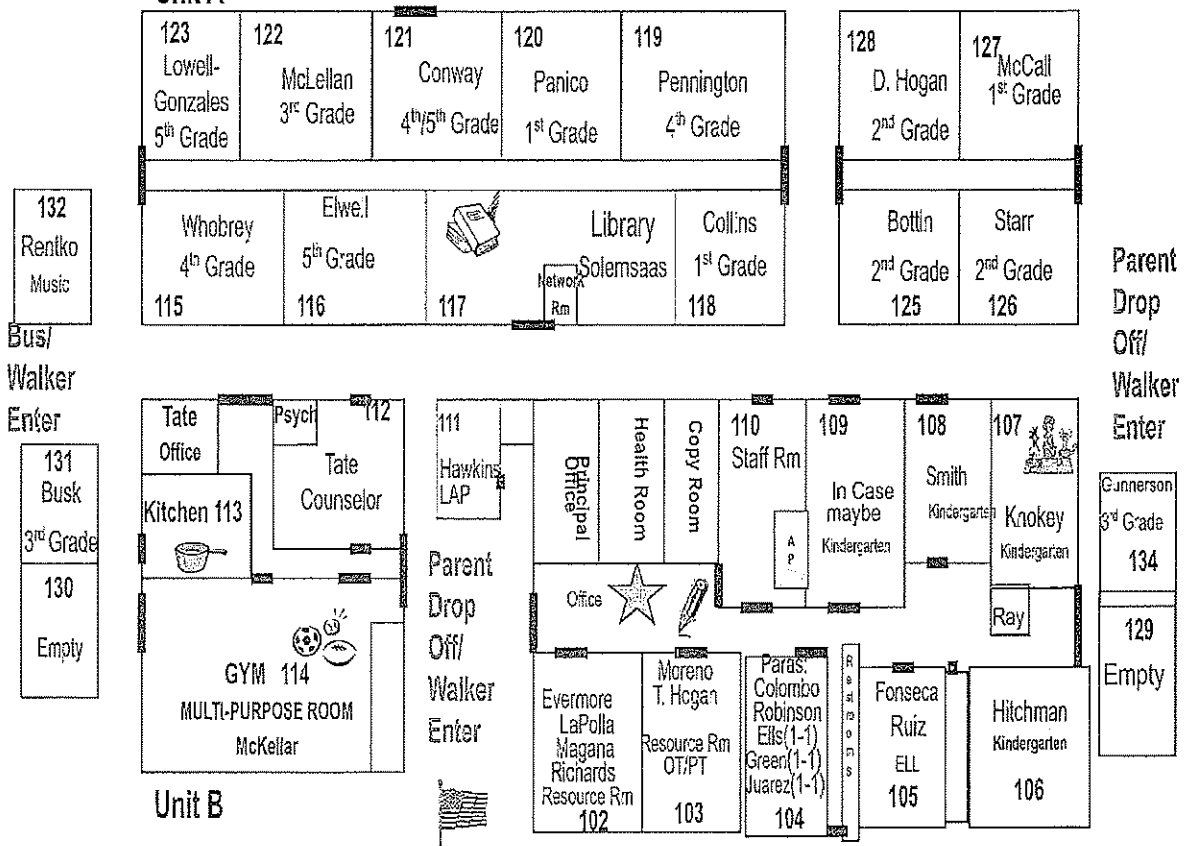 123
Lowell-
Gonzales
5th Grade
122
McLellan
3rd Grade
121
Conway
4th/5th Grade
120
Panico
1st Grade
119
Pennington
4th Grade
128
D. Hogan
2nd Grade
127
McCall
1st Grade
132
Rentko
Music
Whobrey
4th Grade
115
Elwell
5th Grade
116
117
Library
Solemsaas
Network
Rm
Collins
1st Grade
118
Bottin
2nd Grade
125
Starr
2nd Grade
126
Parent
Drop
Off/
Walker
Enter
Bus/
Walker
Enter
131
Busk
3rd Grade
130
Empty
Tate
Office
Psych
112
Tate
Counselor
Kitchen 113
GYM 114
MULTI-PURPOSE ROOM
McKellar
Unit B
111
Hawkins
LAP
Parent
Drop
Off/
Walker
Enter
Principal
Office
Health Room
Copy Room
110
Staff Rm
A
P
109
In Case
maybe
Kindergarten
108
Smith
Kindergarten
107
Knokey
Kindergarten
Ray
Office
Gunnerson
3rd Grade
134
129
Empty
Evermore
LaPolla
Magana
Richards
Resource Rm
102
Moreno
T. Hogan
Resource Rm
OT/PT
103
Paras:
Colombo
Robinson
Ells(1-1)
Green(1-1)
Juarez(1-1)
104
Restrooms
Fonseca
Ruiz
ELL
105
Hitchman
Kindergarten
106